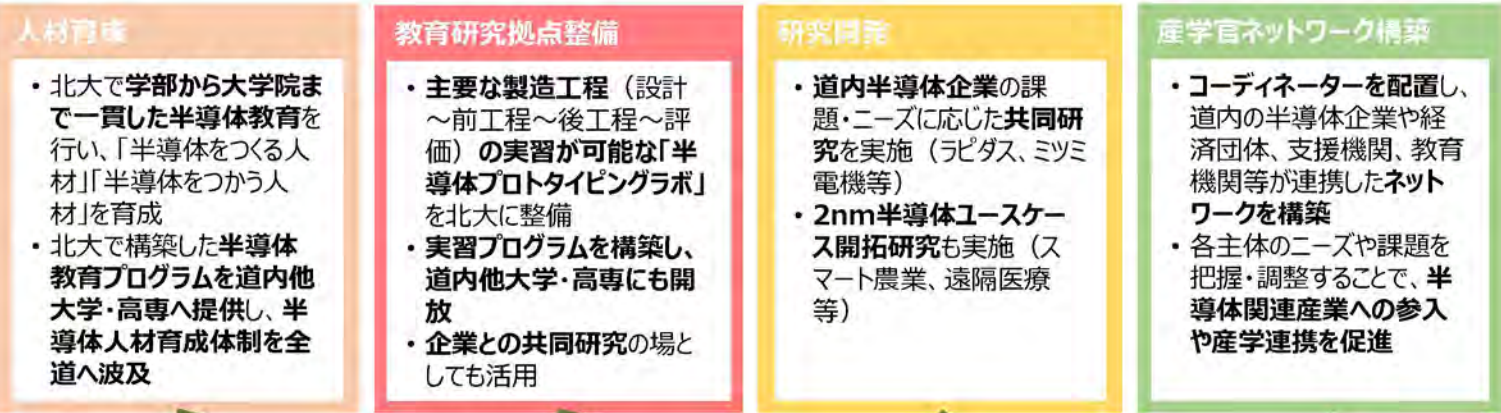 人材育成
・北大で学部から大学院ま
で一貫した半導体教育を
行い、「半導体をつくる人
材」「半導体をつかう人
材」を育成
・北大で構築した半導体
教育プログラムを道内他
大学・高専へ提供し、半
導体人材育成体制を全
道へ波及
教育研究拠点整備
・主要な製造工程（設計
～前工程～後工程～評
価）の実習が可能な「半
導体プロトタイピングラボ」
を北大に整備
・実習プログラムを構築し、
道内他大学・高専にも開
放
・企業との共同研究の場と
しても活用
研究開発
・道内半導体企業の課
題・ニーズに応じた共同研
究を実施（ラピダス、ミツミ
電機等）
・2nm半導体ユースケー
ス開拓研究も実施（ス
マート農業、遠隔医療
等）
産学官ネットワーク構築
・コーディネーターを配置し、
道内の半導体企業や経
済団体、支援機関、教育
機関等が連携したネット
ワークを構築
・各主体のニーズや課題を
把握・調整することで、半
導体関連産業への参入
や産学連携を促進